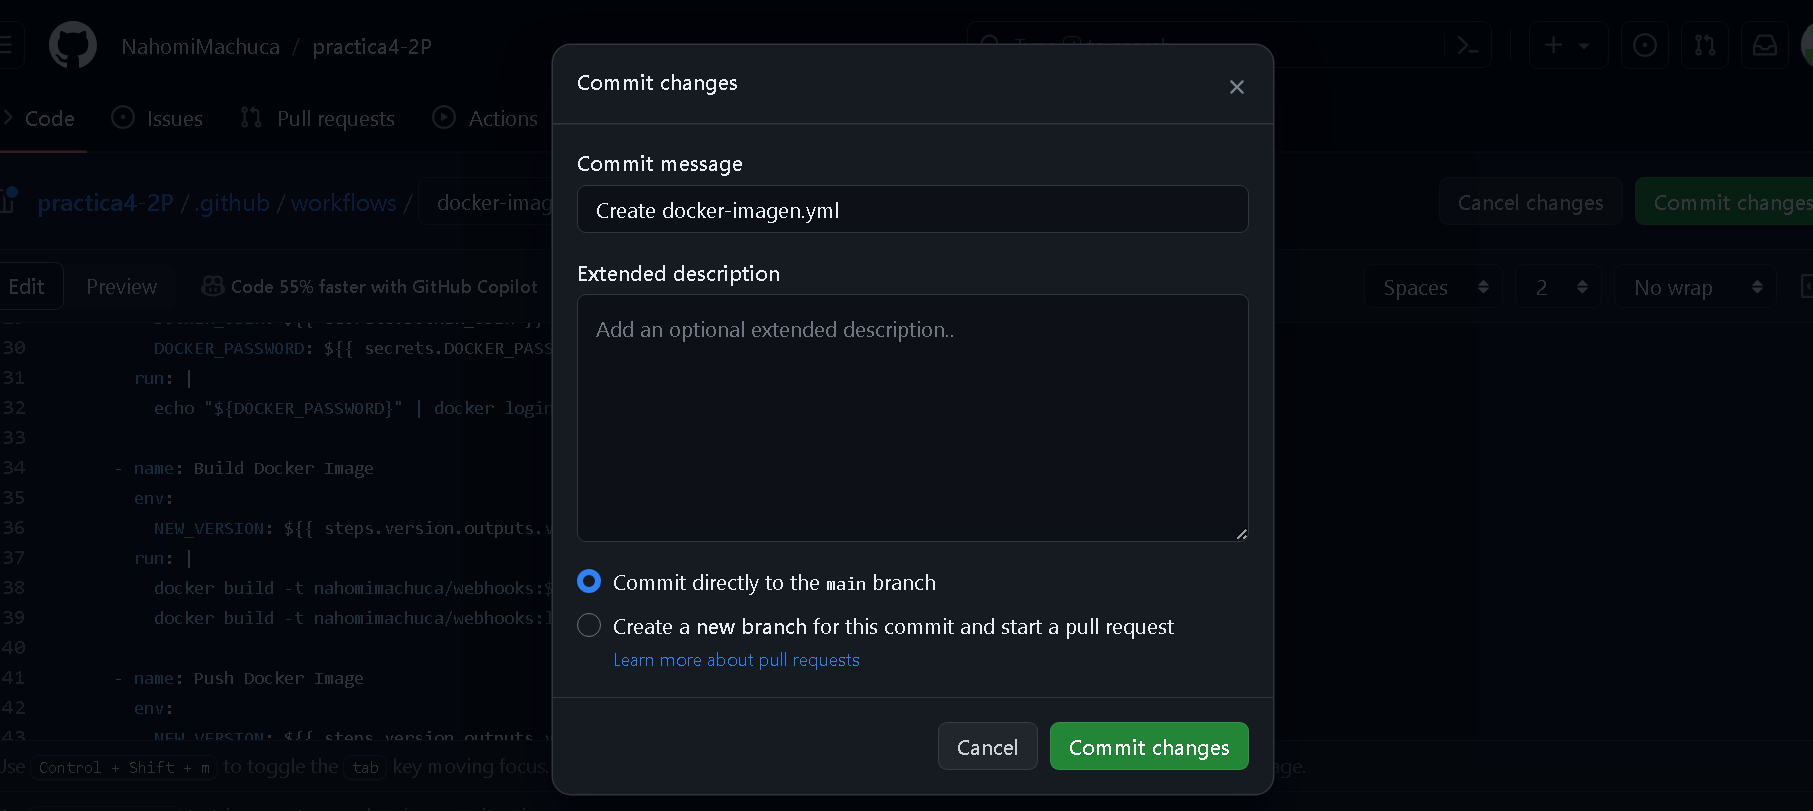 NahomiMachuca / practica4-2P
Code
Issues
Pull requests
Actions
practica4-2P / .github / workflows /
docker-imag
Cancel changes
Commit changes
Edit
Preview
Code 55% faster with GitHub Copilot
Spaces
2
No wrap
30 DOCKER_PASSWORD: ${{ secrets.DOCKER_PASS
31 run: |
32 echo "${DOCKER_PASSWORD}" | docker login
33
34 - name: Build Docker Image
35 env:
36 NEW_VERSION: ${{ steps.version.outputs.v
37 run: |
38 docker build -t nahomimachuca/webhooks:$
39 docker build -t nahomimachuca/webhooks:l
40
41 - name: Push Docker Image
42 env:
43 NEW_VERSION: ${{ steps.version.outputs.v
Use Control + Shift + m to toggle the tab key moving focus.
Commit changes
Commit message
Create docker-imagen.yml
Extended description
Add an optional extended description..
Commit directly to the main branch
Create a new branch for this commit and start a pull request
Learn more about pull requests
Cancel
Commit changes